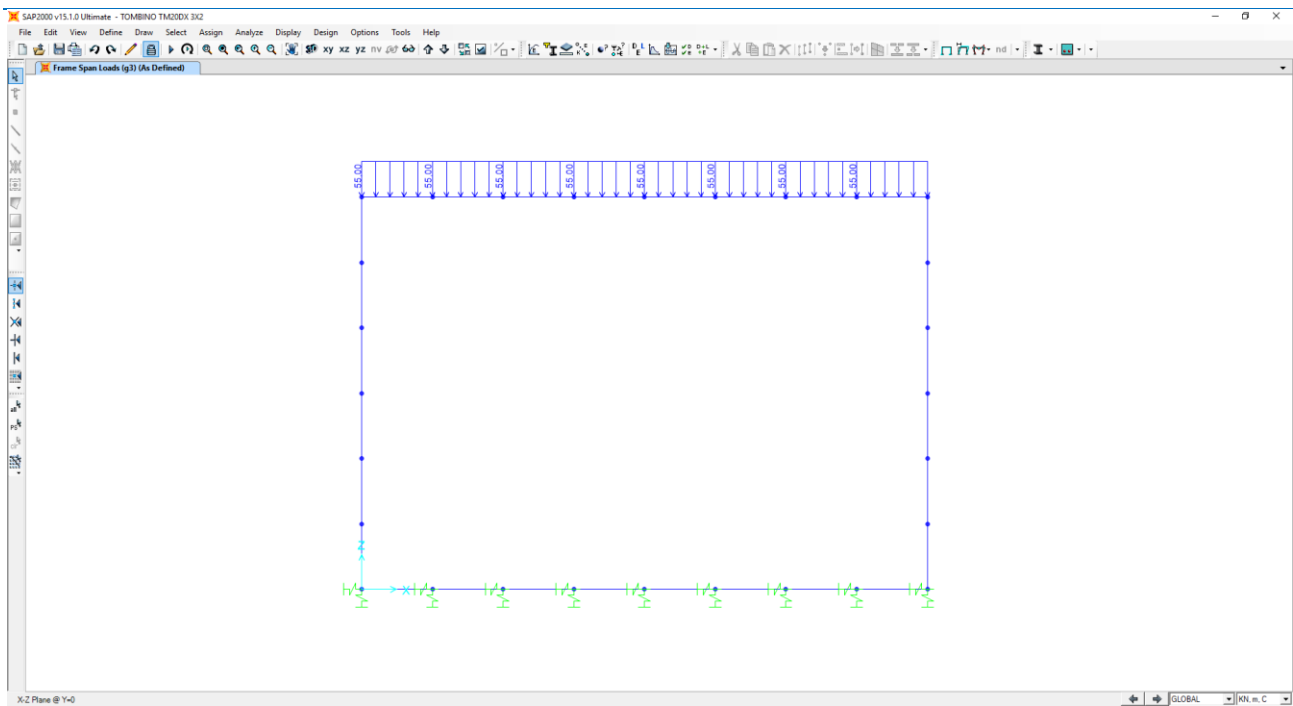 SAP2000 v15.1.0 Ultimate - TOMBINO TM20DX 3X2
File Edit View Define Draw Select Assign Analyze Display Design Options Tools Help
xy xz yz nv nd
Frame Span Loads (g3) (As Defined)
55.00 55.00 55.00 55.00 55.00 55.00 55.00 55.00
Z
X
X-Z Plane @ Y=0
GLOBAL KN, m, C